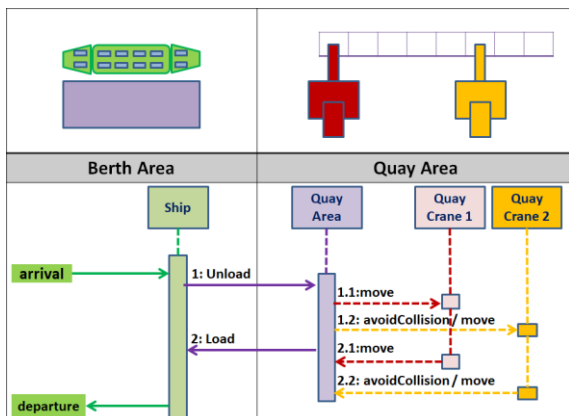 Berth Area
Quay Area
Ship
Quay
Area
Quay
Crane 1
Quay
Crane 2
arrival
1: Unload
1.1:move
1.2: avoidCollision / move
2: Load
2.1:move
2.2: avoidCollision / move
departure